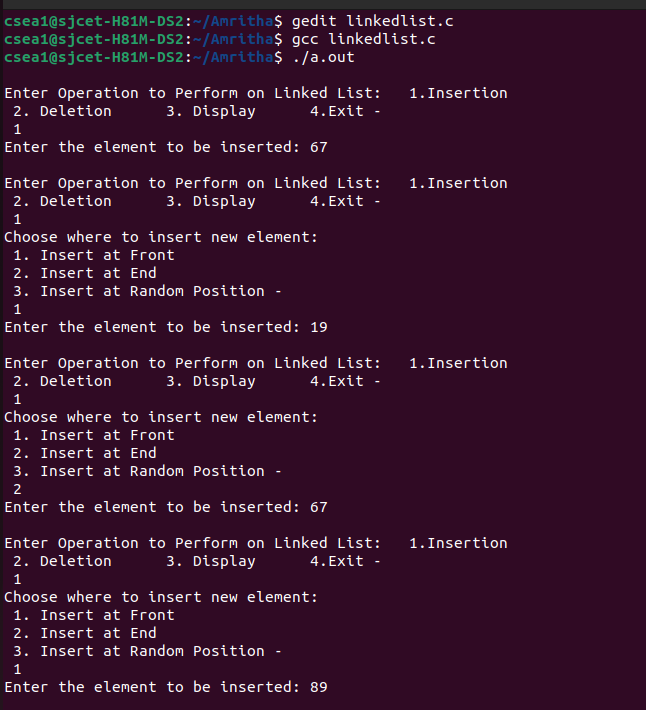 csea1@sjcet-H81M-DS2:~/Amritha$ gedit linkedlist.c
csea1@sjcet-H81M-DS2:~/Amritha$ gcc linkedlist.c
csea1@sjcet-H81M-DS2:~/Amritha$ ./a.out
Enter Operation to Perform on Linked List:   1.Insertion
2. Deletion      3. Display      4.Exit -
1
Enter the element to be inserted: 67
Enter Operation to Perform on Linked List:   1.Insertion
2. Deletion      3. Display      4.Exit -
1
Choose where to insert new element:
1. Insert at Front
2. Insert at End
3. Insert at Random Position -
1
Enter the element to be inserted: 19
Enter Operation to Perform on Linked List:   1.Insertion
2. Deletion      3. Display      4.Exit -
1
Choose where to insert new element:
1. Insert at Front
2. Insert at End
3. Insert at Random Position -
2
Enter the element to be inserted: 67
Enter Operation to Perform on Linked List:   1.Insertion
2. Deletion      3. Display      4.Exit -
1
Choose where to insert new element:
1. Insert at Front
2. Insert at End
3. Insert at Random Position -
1
Enter the element to be inserted: 89